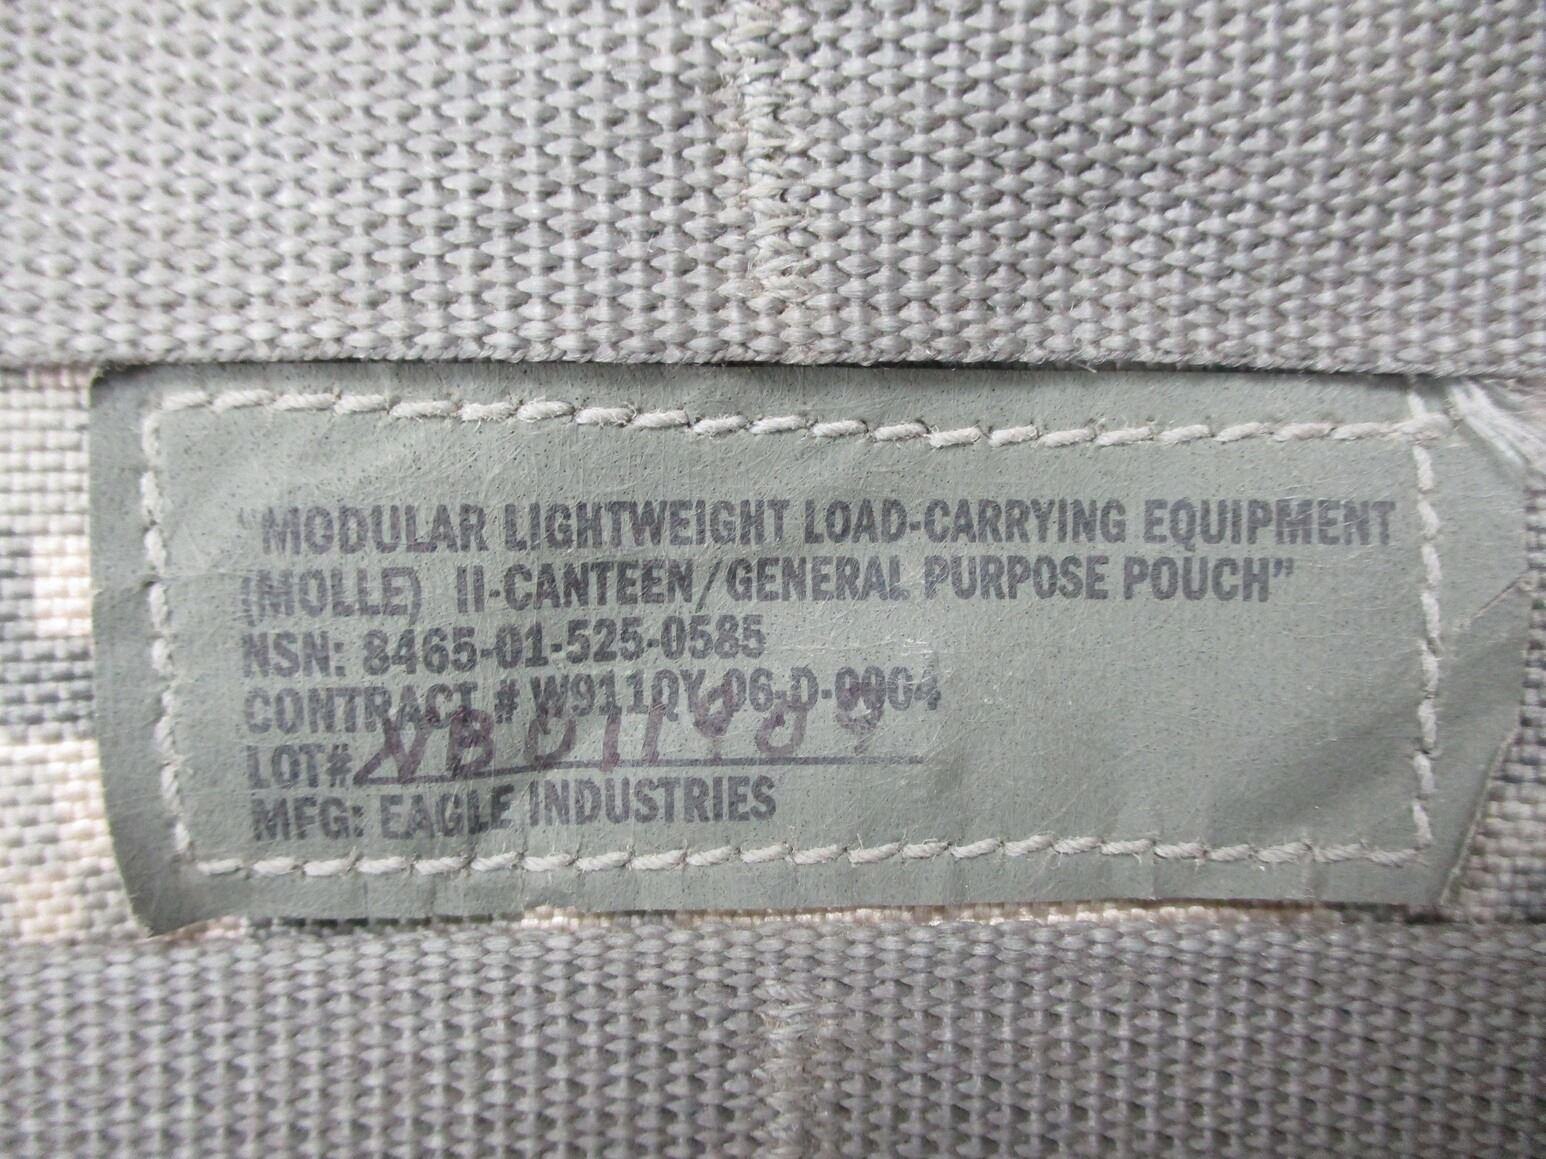 "MODULAR LIGHTWEIGHT LOAD-CARRYING EQUIPMENT
(MOLLE) II-CANTEEN/GENERAL PURPOSE POUCH"
NSN: 8465-01-525-0585
CONTRACT # W911QY-06-D-0004
LOT#
MFG: EAGLE INDUSTRIES